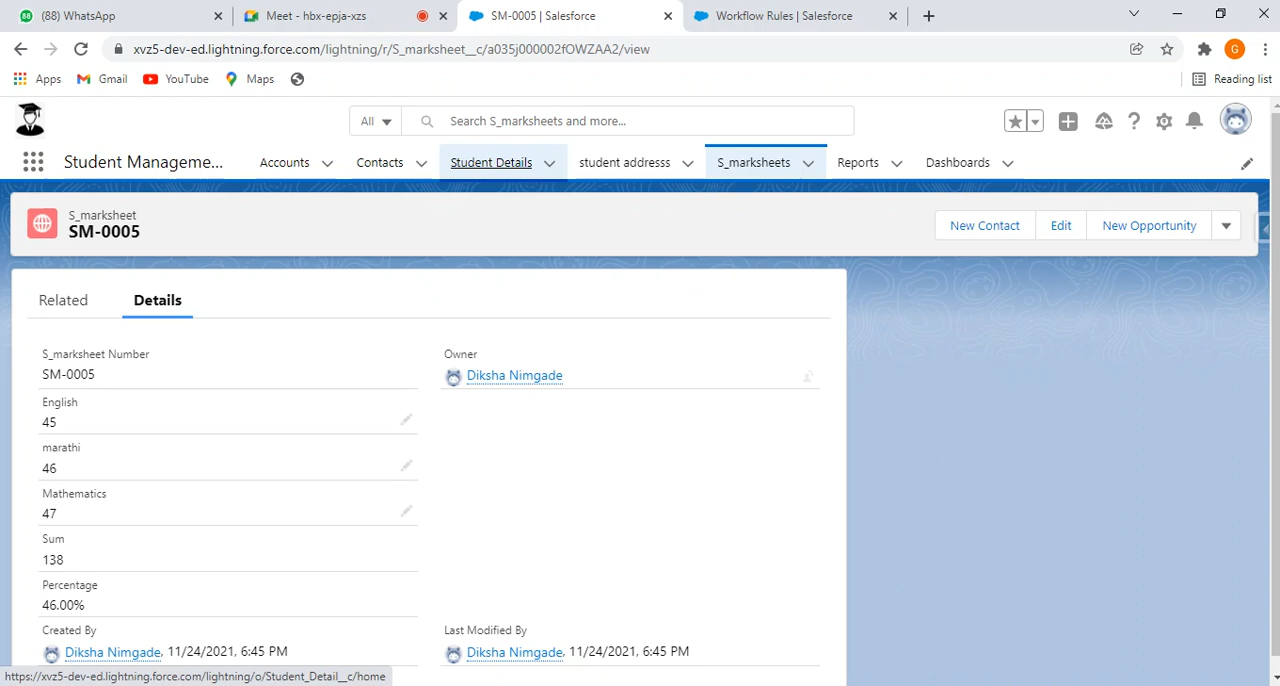 (88) WhatsApp
Meet - hbx-epja-xzs
SM-0005 | Salesforce
Workflow Rules | Salesforce
xvz5-dev-ed.lightning.force.com/lightning/r/S_marksheet__c/a035j000002fOWZAA2/view
G
Apps
Gmail
YouTube
Maps
Reading list
All
Search S_marksheets and more...
Student Manageme...
Accounts
Contacts
Student Details
student addresss
S_marksheets
Reports
Dashboards
S_marksheet
SM-0005
New Contact
Edit
New Opportunity
Related
Details
S_marksheet Number
SM-0005
Owner
Diksha Nimgade
English
45
marathi
46
Mathematics
47
Sum
138
Percentage
46.00%
Created By
Diksha Nimgade, 11/24/2021, 6:45 PM
Last Modified By
Diksha Nimgade, 11/24/2021, 6:45 PM
https://xvz5-dev-ed.lightning.force.com/lightning/o/Student_Detail__c/home